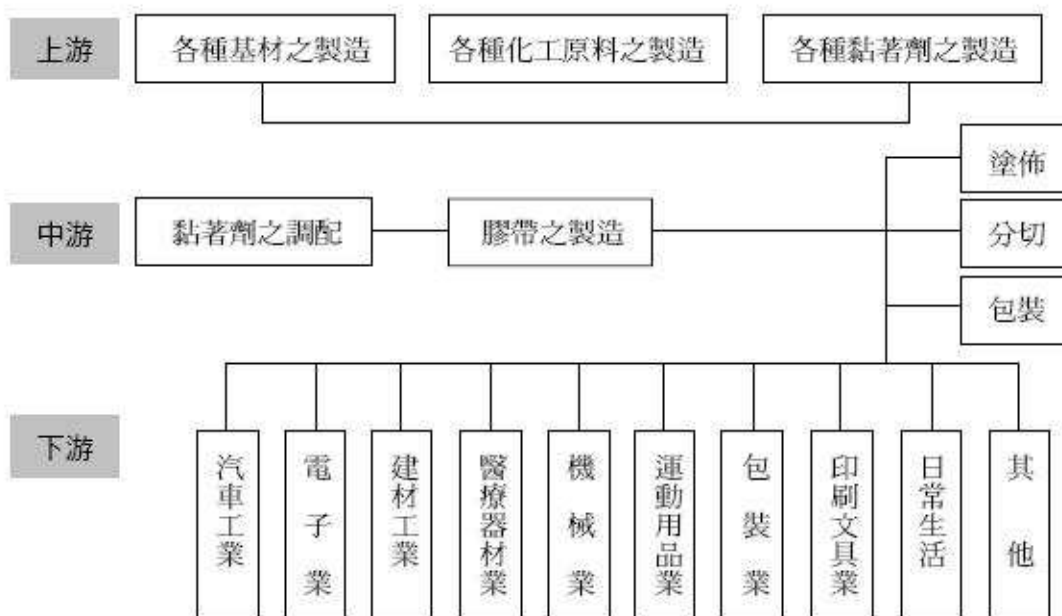 上游
各種基材之製造
各種化工原料之製造
各種黏著劑之製造
塗佈
中游
黏著劑之調配
膠帶之製造
分切
包裝
下游
汽車工業
電子業
建材工業
醫療器材業
機械業
運動用品業
包裝業
印刷文具業
日常生活
其他